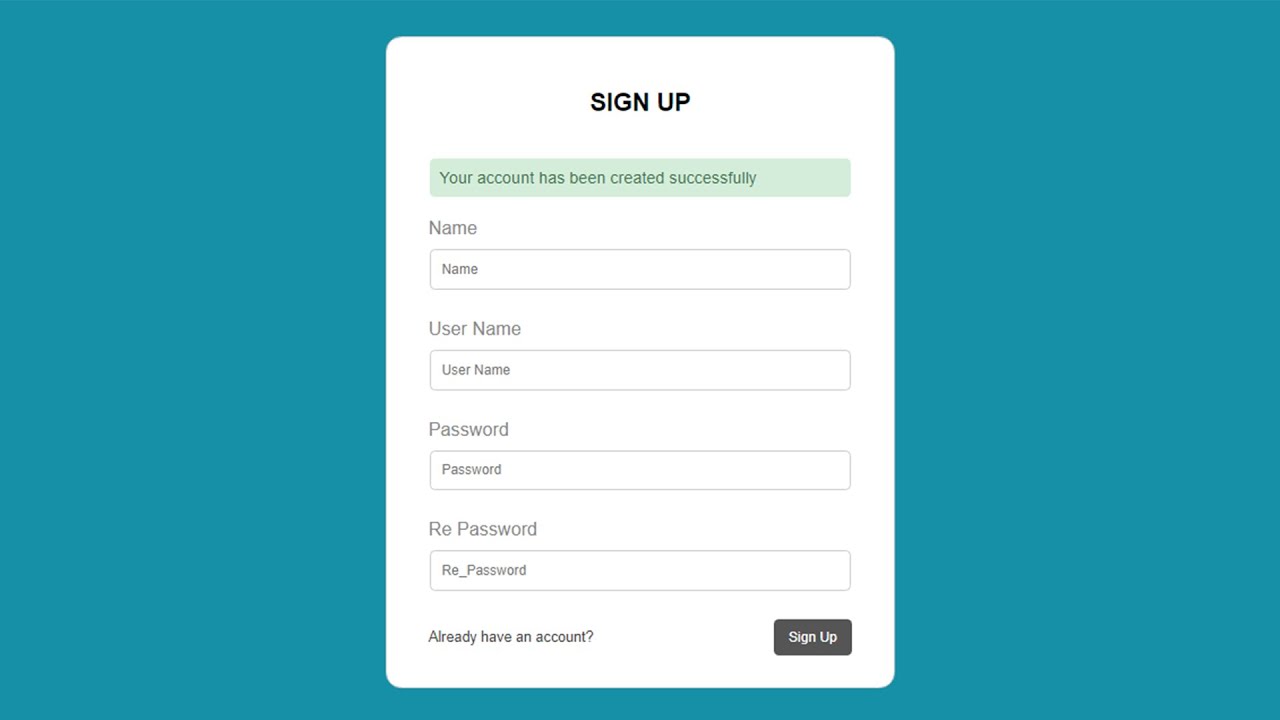 SIGN UP
Your account has been created successfully
Name
Name
User Name
User Name
Password
Password
Re Password
Re_Password
Already have an account?
Sign Up